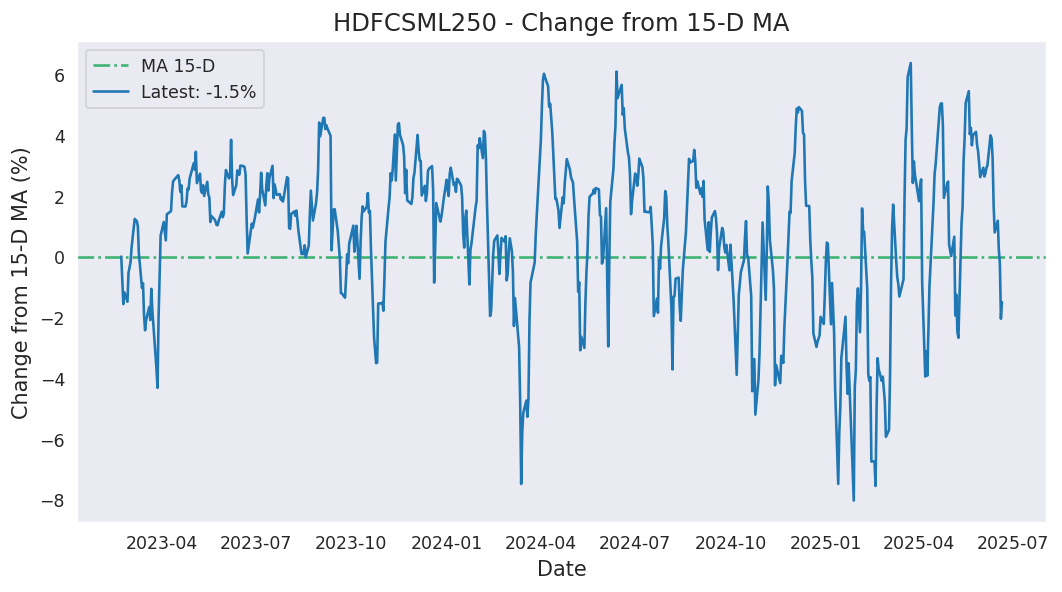 HDFCSML250 - Change from 15-D MA
MA 15-D
Latest: -1.5%
Change from 15-D MA (%)
6
4
2
0
−2
−4
−6
−8
2023-04 2023-07 2023-10 2024-01 2024-04 2024-07 2024-10 2025-01 2025-04 2025-07
Date